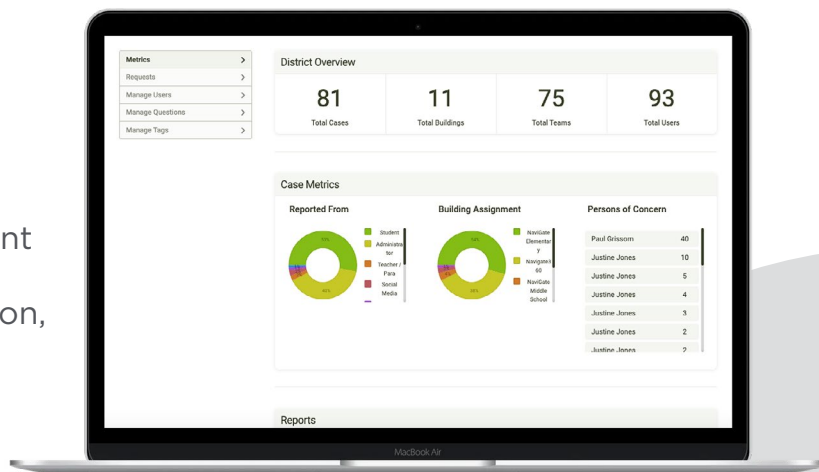 Metrics
Requests
Manage Users
Manage Questions
Manage Tags
District Overview
81 11 75 93
Total Cases Total Buildings Total Teams Total Users
Case Metrics
Reported From Building Assignment Persons of Concern
Student
Administra
tor
Teacher /
Para
Social
Media
NaviGate
Elementar
y
Navigate3
60
NaviGate
Middle
School
Paul Grissom 40
Justine Jones 10
Justine Jones 5
Justine Jones 4
Justine Jones 3
Justine Jones 2
Justine Jones 2
Reports
MacBook Air
nt
on,